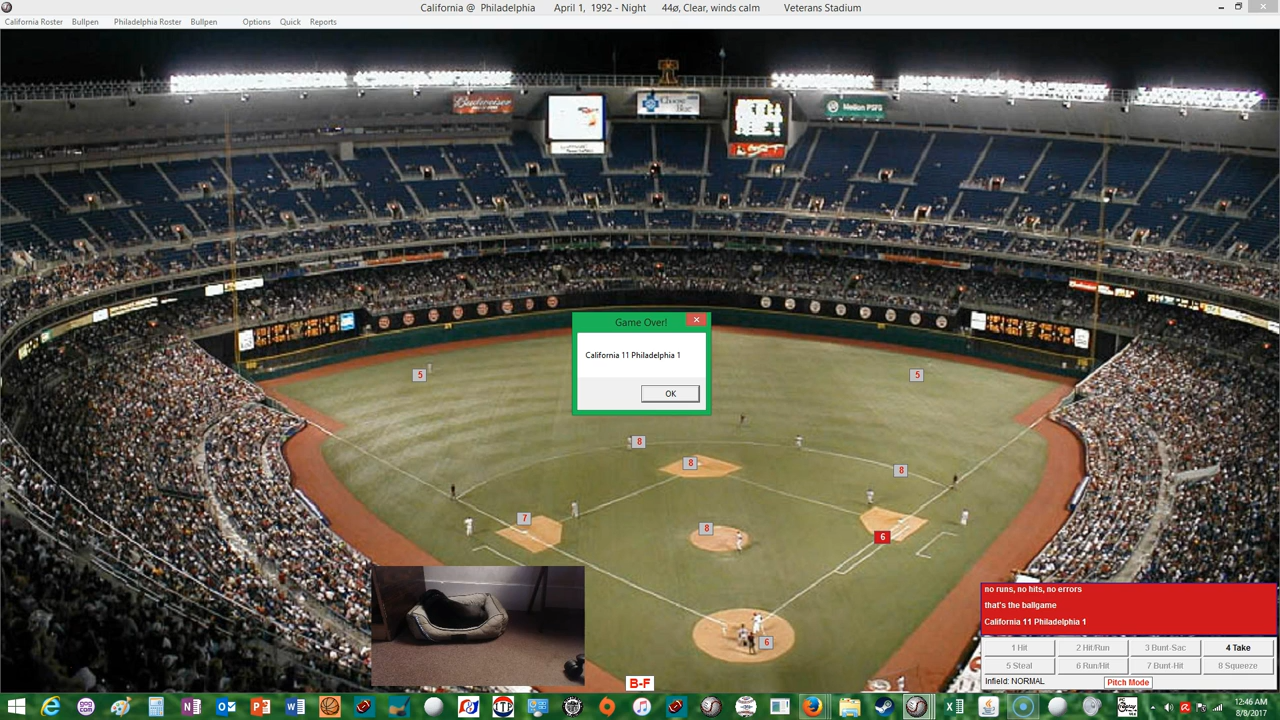 California @ Philadelphia April 1, 1992 - Night 44ø, Clear, winds calm Veterans Stadium
California Roster Bullpen Philadelphia Roster Bullpen Options Quick Reports
Budweiser
Game Over!
California 11 Philadelphia 1
OK
5
5
8
8
8
7
8
6
6
no runs, no hits, no errors
that's the ballgame
California 11 Philadelphia 1
1 Hit 2 Hit/Run 3 Bunt-Sac 4 Take
5 Steal 6 Run/Hit 7 Bunt-Hit 8 Squeeze
Infield: NORMAL Pitch Mode
B-F
12:46 AM
8/8/2017